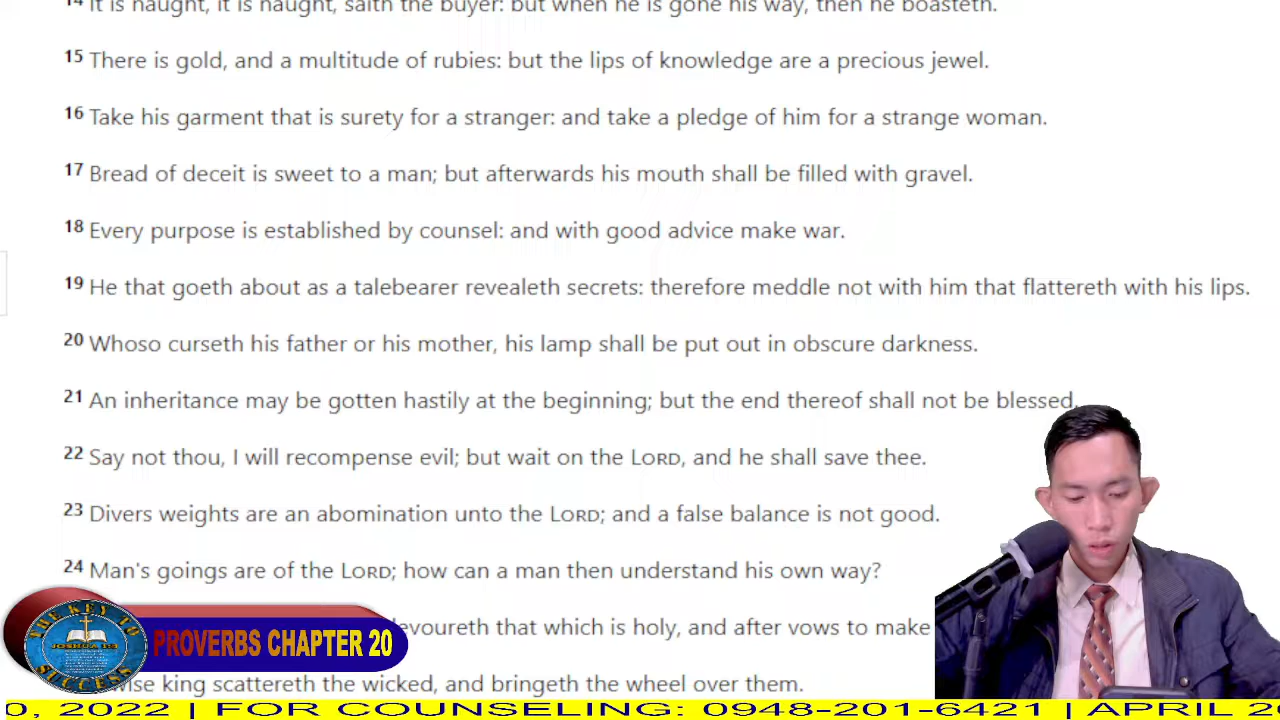 14 It is naught, it is naught, saith the buyer: but when he is gone his way, then he boasteth.
15 There is gold, and a multitude of rubies: but the lips of knowledge are a precious jewel.
16 Take his garment that is surety for a stranger: and take a pledge of him for a strange woman.
17 Bread of deceit is sweet to a man; but afterwards his mouth shall be filled with gravel.
18 Every purpose is established by counsel: and with good advice make war.
19 He that goeth about as a talebearer revealeth secrets: therefore meddle not with him that flattereth with his lips.
20 Whoso curseth his father or his mother, his lamp shall be put out in obscure darkness.
21 An inheritance may be gotten hastily at the beginning; but the end thereof shall not be blessed.
22 Say not thou, I will recompense evil; but wait on the LORD, and he shall save thee.
23 Divers weights are an abomination unto the LORD; and a false balance is not good.
24 Man's goings are of the LORD; how can a man then understand his own way?
devoureth that which is holy, and after vows to make
wise king scattereth the wicked, and bringeth the wheel over them.
THE KEY TO
JOSHUA 1:8
SUCCESS
PROVERBS CHAPTER 20
0, 2022 | FOR COUNSELING: 0948-201-6421 | APRIL 2